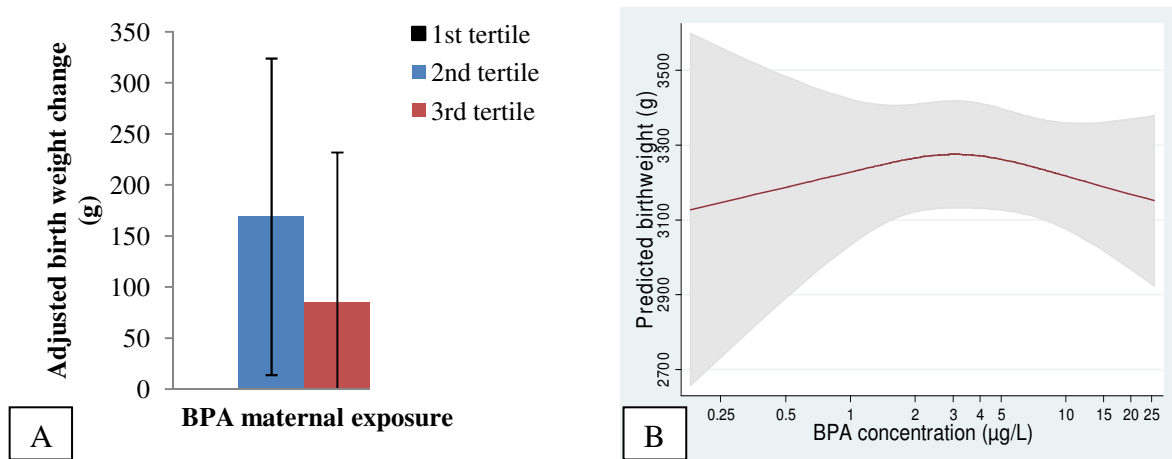 350
300
250
200
150
100
50
0
Adjusted birth weight change
(g)
1st tertile
2nd tertile
3rd tertile
BPA maternal exposure
A
3500
3300
3100
2900
2700
Predicted birthweight (g)
0.25 0.5 1 2 3 4 5 10 15 20 25
BPA concentration (µg/L)
B